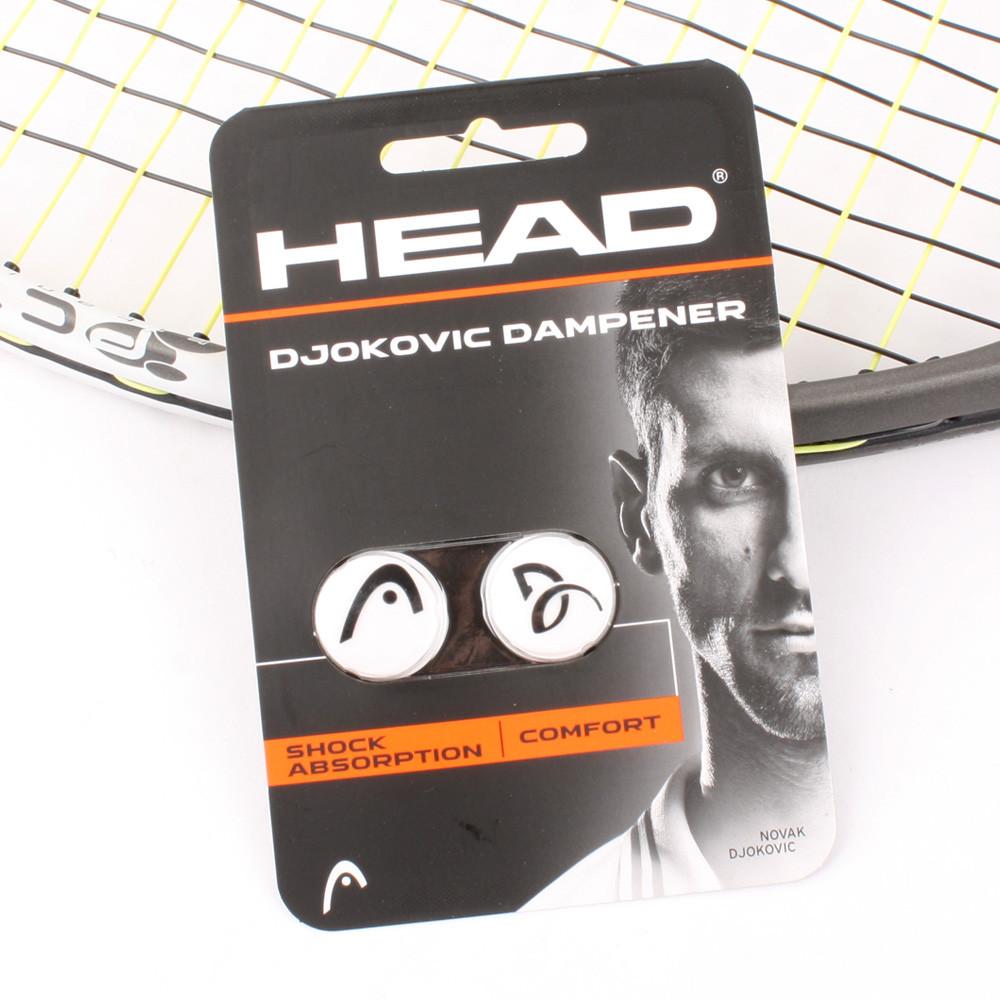 HEAD®
DJOKOVIC DAMPENER
SHOCK
ABSORPTION | COMFORT
NOVAK
DJOKOVIC